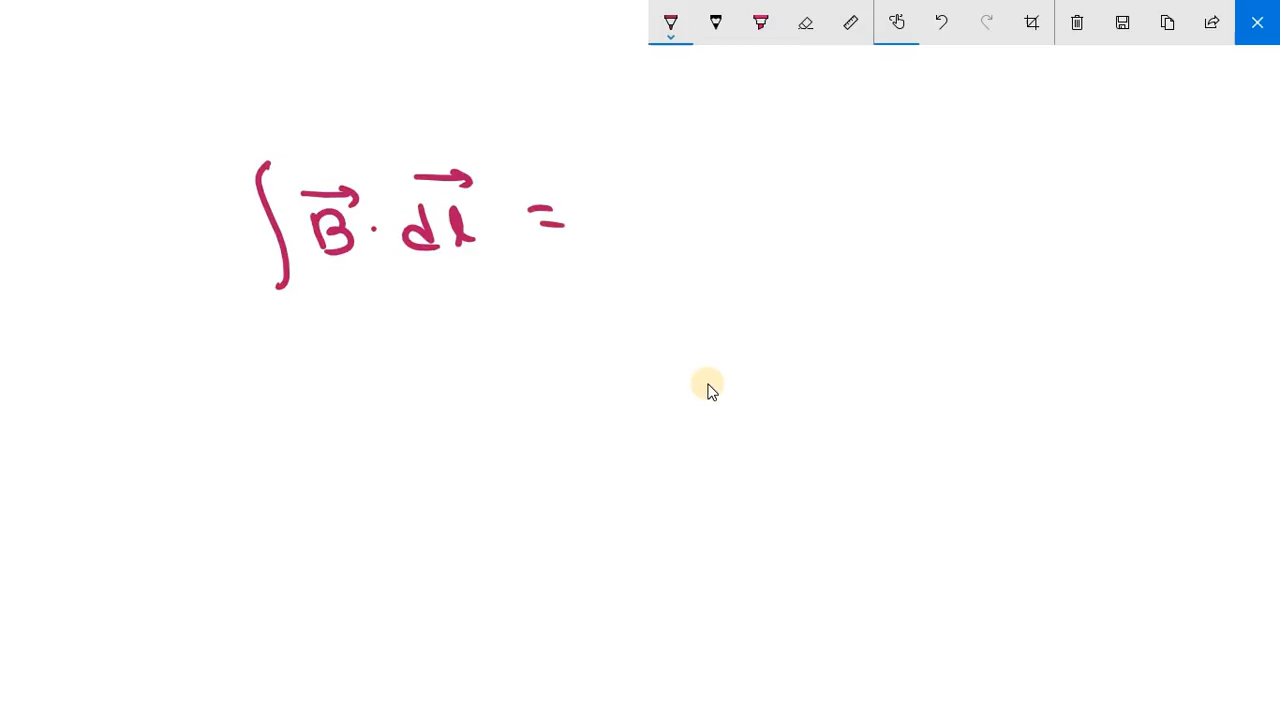 ∫ B⃗ · dl⃗ =